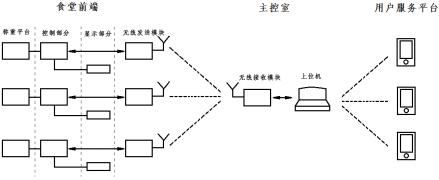 食堂前端 主控室 用户服务平台
称重平台 控制部分 显示部分 无线发送模块
无线接收模块 上位机